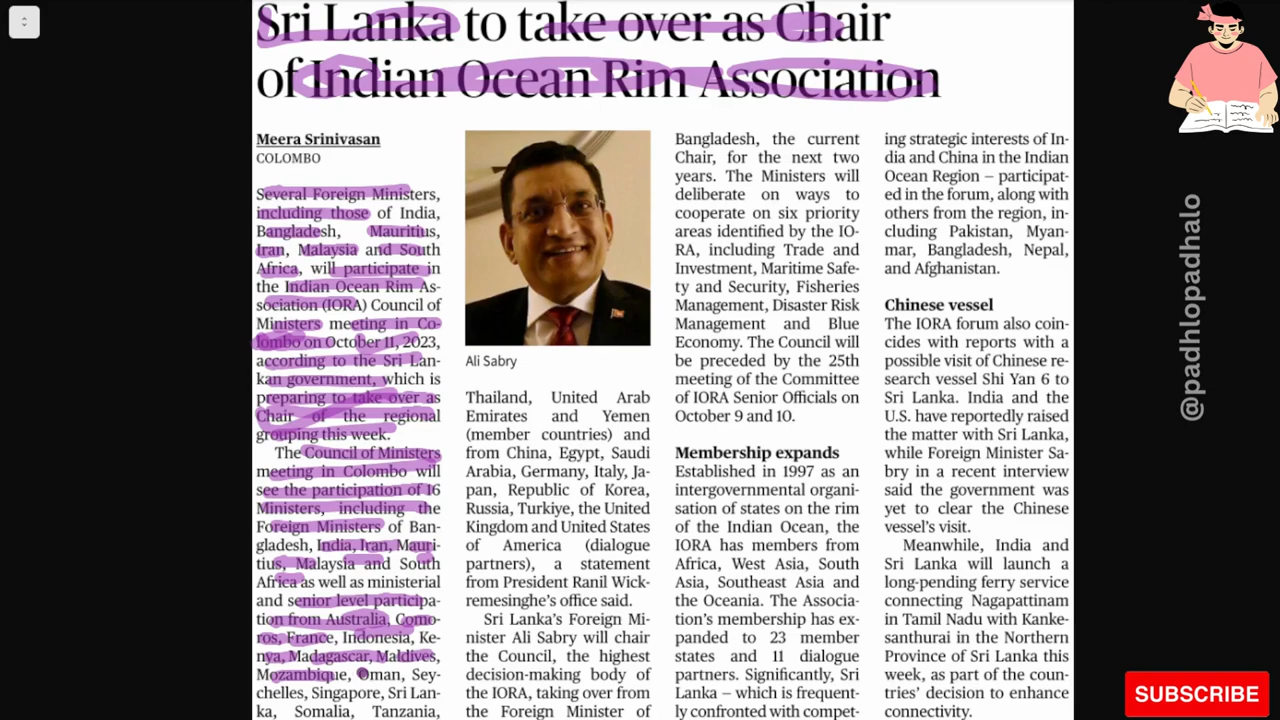 Sri Lanka to take over as Chair
of Indian Ocean Rim Association
Meera Srinivasan
COLOMBO
Several Foreign Ministers,
including those of India,
Bangladesh, Mauritius,
Iran, Malaysia and South
Africa, will participate in
the Indian Ocean Rim As-
sociation (IORA) Council of
Ministers meeting in Co-
lombo on October 11, 2023,
according to the Sri Lan-
kan government, which is
preparing to take over as
Chair of the regional
grouping this week.
The Council of Ministers
meeting in Colombo will
see the participation of 16
Ministers, including the
Foreign Ministers of Ban-
gladesh, India, Iran, Mauri-
tius, Malaysia and South
Africa as well as ministerial
and senior level participa-
tion from Australia, Como-
ros, France, Indonesia, Ke-
nya, Madagascar, Maldives,
Mozambique, Oman, Sey-
chelles, Singapore, Sri Lan-
ka, Somalia, Tanzania,
Ali Sabry
Thailand, United Arab
Emirates and Yemen
(member countries) and
from China, Egypt, Saudi
Arabia, Germany, Italy, Ja-
pan, Republic of Korea,
Russia, Turkiye, the United
Kingdom and United States
of America (dialogue
partners), a statement
from President Ranil Wick-
remesinghe's office said.
Sri Lanka's Foreign Mi-
nister Ali Sabry will chair
the Council, the highest
decision-making body of
the IORA, taking over from
the Foreign Minister of
Bangladesh, the current
Chair, for the next two
years. The Ministers will
deliberate on ways to
cooperate on six priority
areas identified by the IO-
RA, including Trade and
Investment, Maritime Safe-
ty and Security, Fisheries
Management, Disaster Risk
Management and Blue
Economy. The Council will
be preceded by the 25th
meeting of the Committee
of IORA Senior Officials on
October 9 and 10.
Membership expands
Established in 1997 as an
intergovernmental organi-
sation of states on the rim
of the Indian Ocean, the
IORA has members from
Africa, West Asia, South
Asia, Southeast Asia and
the Oceania. The Associa-
tion's membership has ex-
panded to 23 member
states and 11 dialogue
partners. Significantly, Sri
Lanka – which is frequent-
ly confronted with compet-
ing strategic interests of In-
dia and China in the Indian
Ocean Region – participat-
ed in the forum, along with
others from the region, in-
cluding Pakistan, Myan-
mar, Bangladesh, Nepal,
and Afghanistan.
Chinese vessel
The IORA forum also coin-
cides with reports with a
possible visit of Chinese re-
search vessel Shi Yan 6 to
Sri Lanka. India and the
U.S. have reportedly raised
the matter with Sri Lanka,
while Foreign Minister Sa-
bry in a recent interview
said the government was
yet to clear the Chinese
vessel's visit.
Meanwhile, India and
Sri Lanka will launch a
long-pending ferry service
connecting Nagapattinam
in Tamil Nadu with Kanke-
santhurai in the Northern
Province of Sri Lanka this
week, as part of the coun-
tries' decision to enhance
connectivity.
@padhlopadhalo
SUBSCRIBE